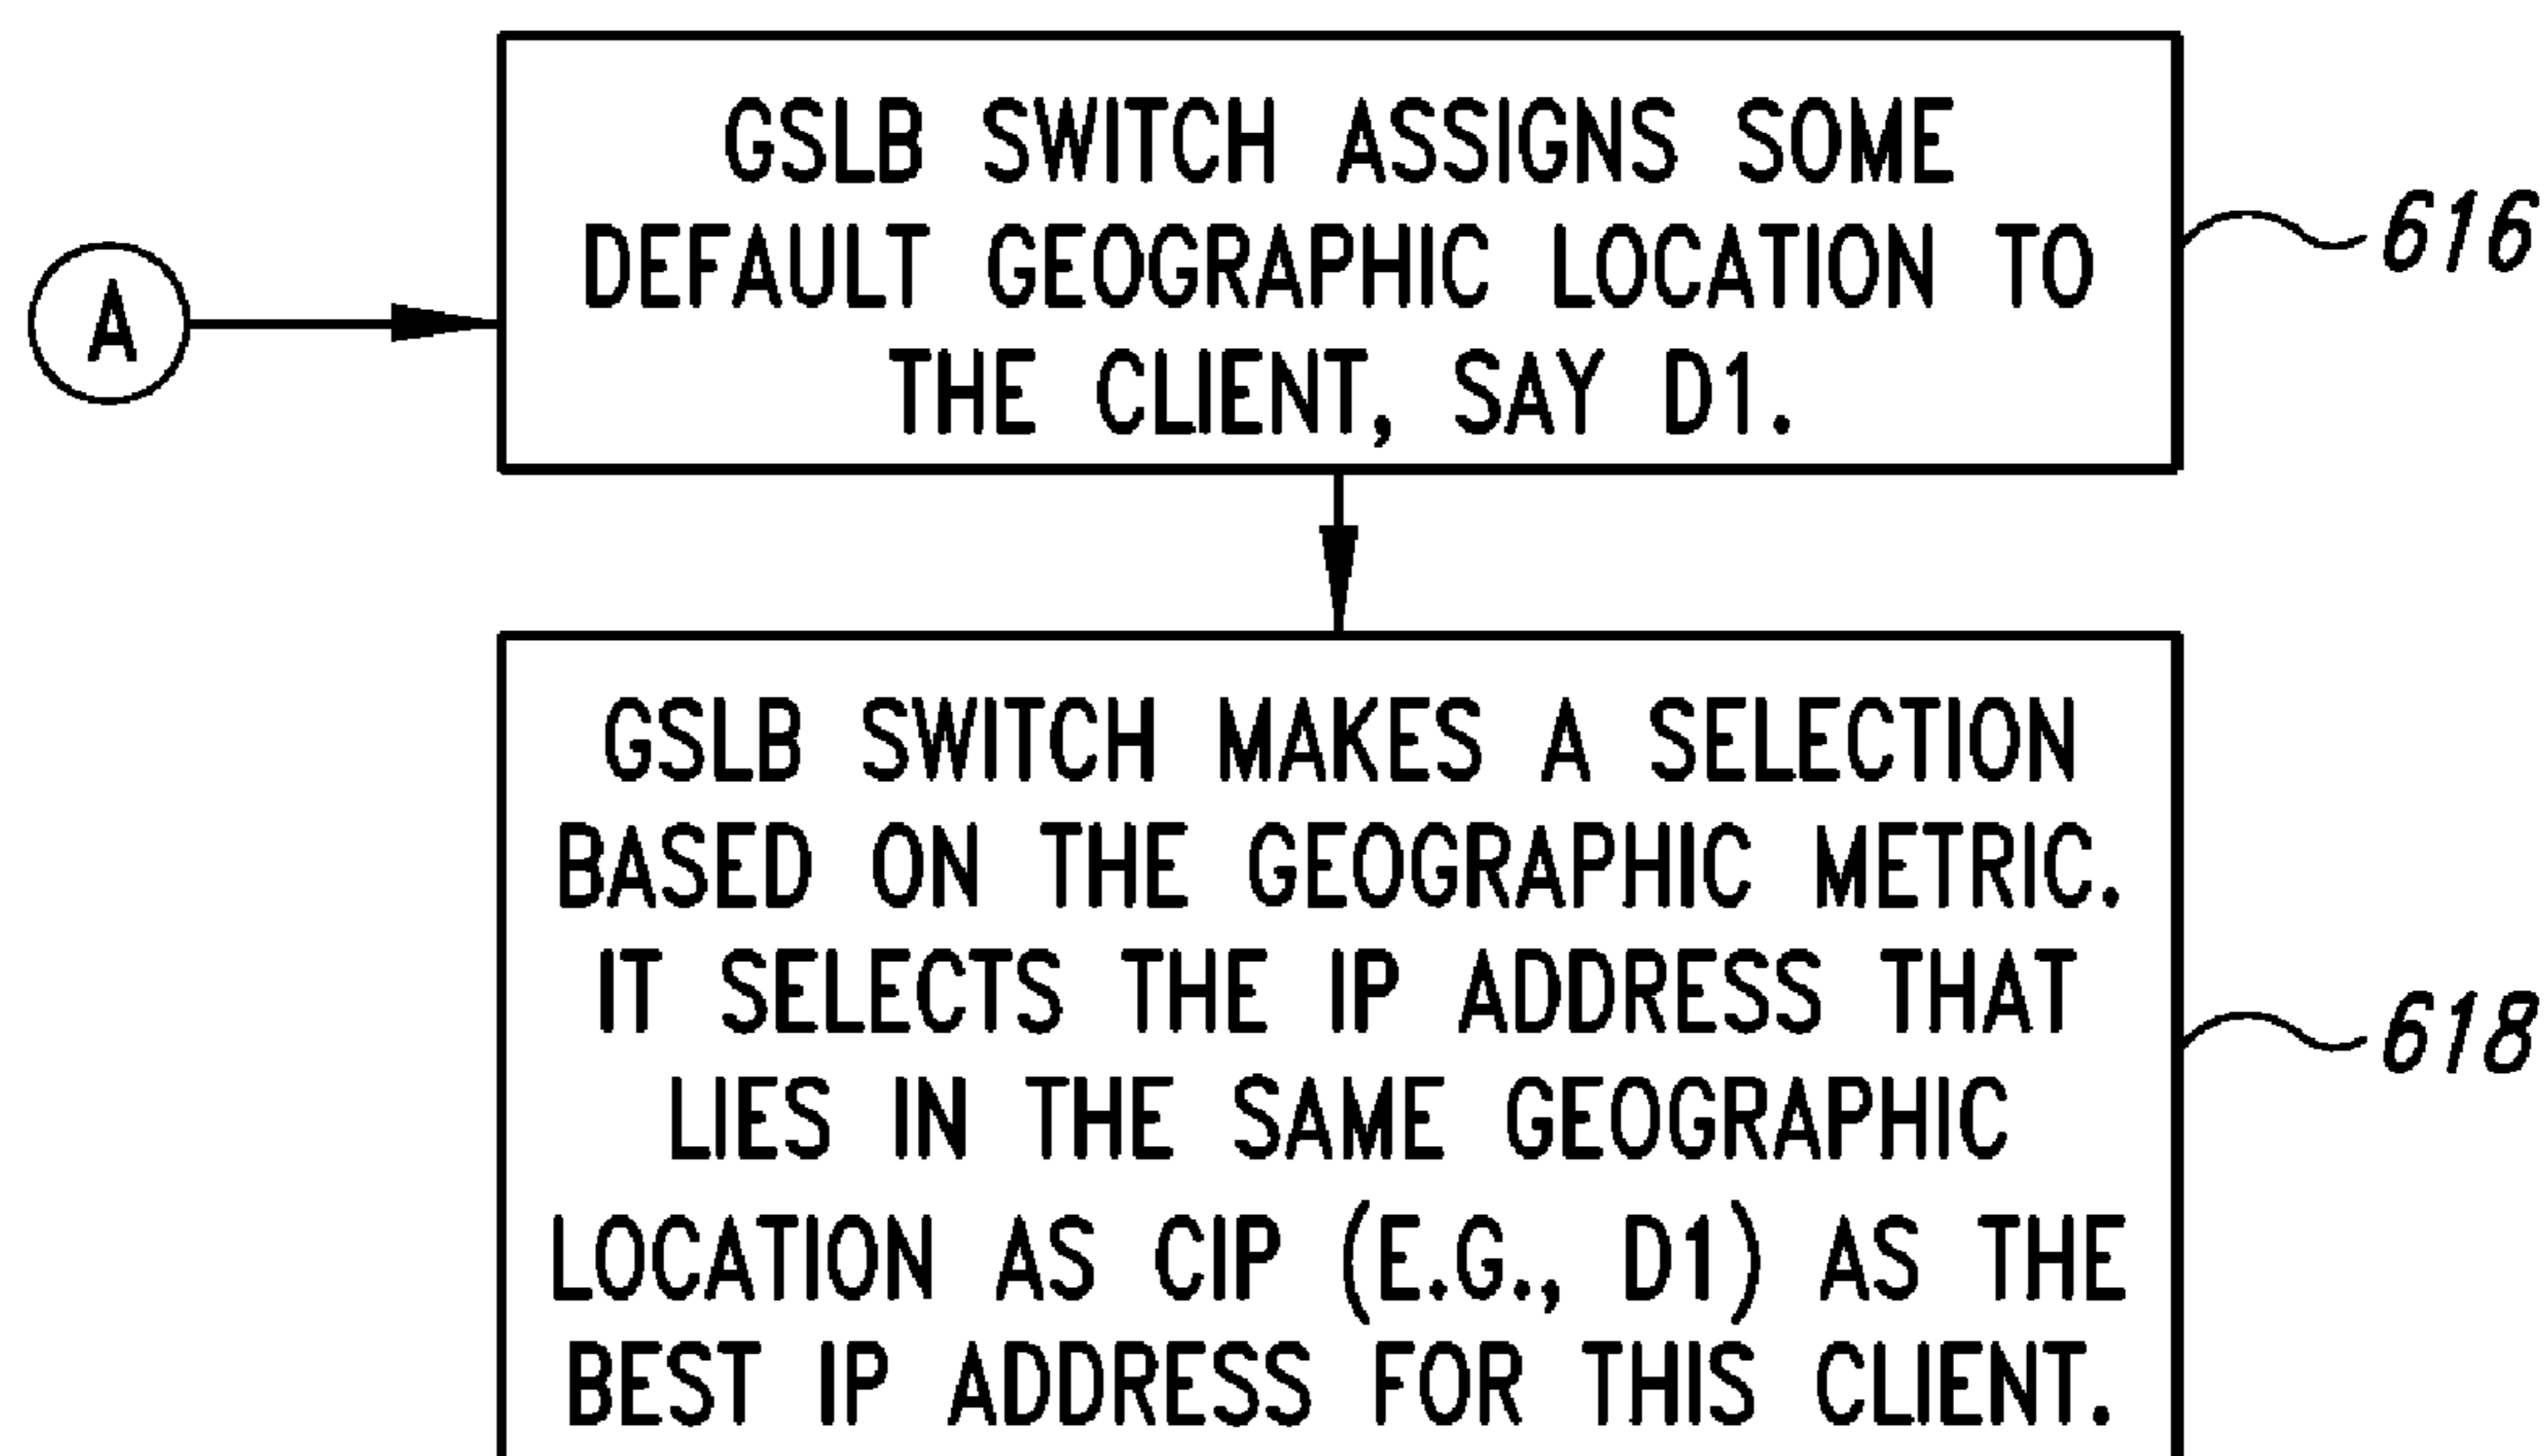 GSLB SWITCH ASSIGNS SOME
DEFAULT GEOGRAPHIC LOCATION TO
THE CLIENT, SAY D1.
616
A
GSLB SWITCH MAKES A SELECTION
BASED ON THE GEOGRAPHIC METRIC.
IT SELECTS THE IP ADDRESS THAT
LIES IN THE SAME GEOGRAPHIC
LOCATION AS CIP (E.G., D1) AS THE
BEST IP ADDRESS FOR THIS CLIENT.
618